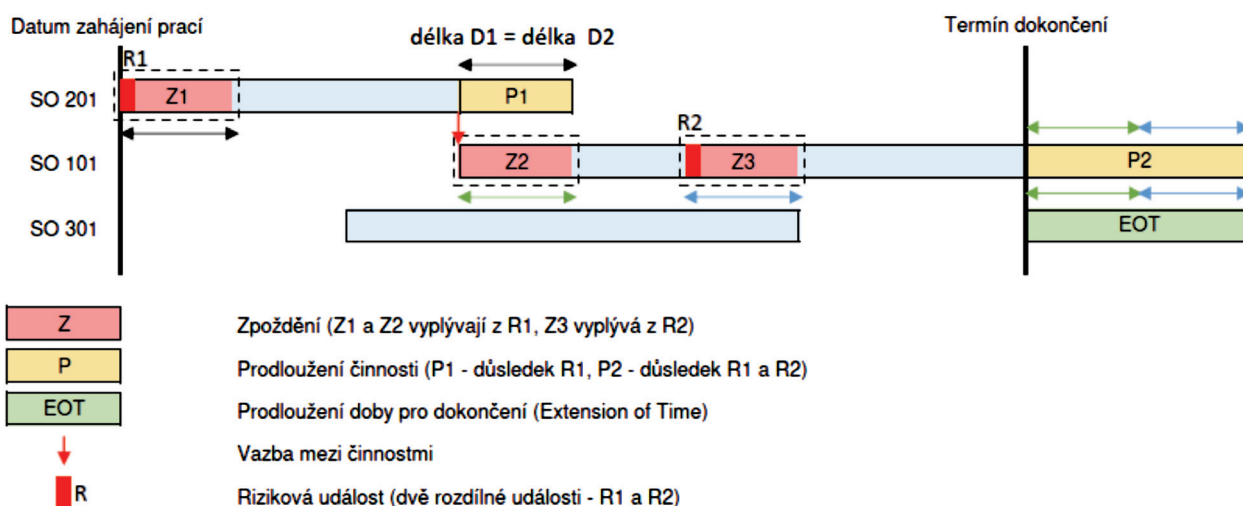 Datum zahájení prací
délka D1 = délka D2
Termín dokončení
R1
SO 201
Z1
P1
R2
SO 101
Z2
Z3
P2
SO 301
EOT
Z
Zpoždění (Z1 a Z2 vyplývají z R1, Z3 vyplývá z R2)
P
Prodloužení činnosti (P1 - důsledek R1, P2 - důsledek R1 a R2)
EOT
Prodloužení doby pro dokončení (Extension of Time)
Vazba mezi činnostmi
R
Riziková událost (dvě rozdílné události - R1 a R2)